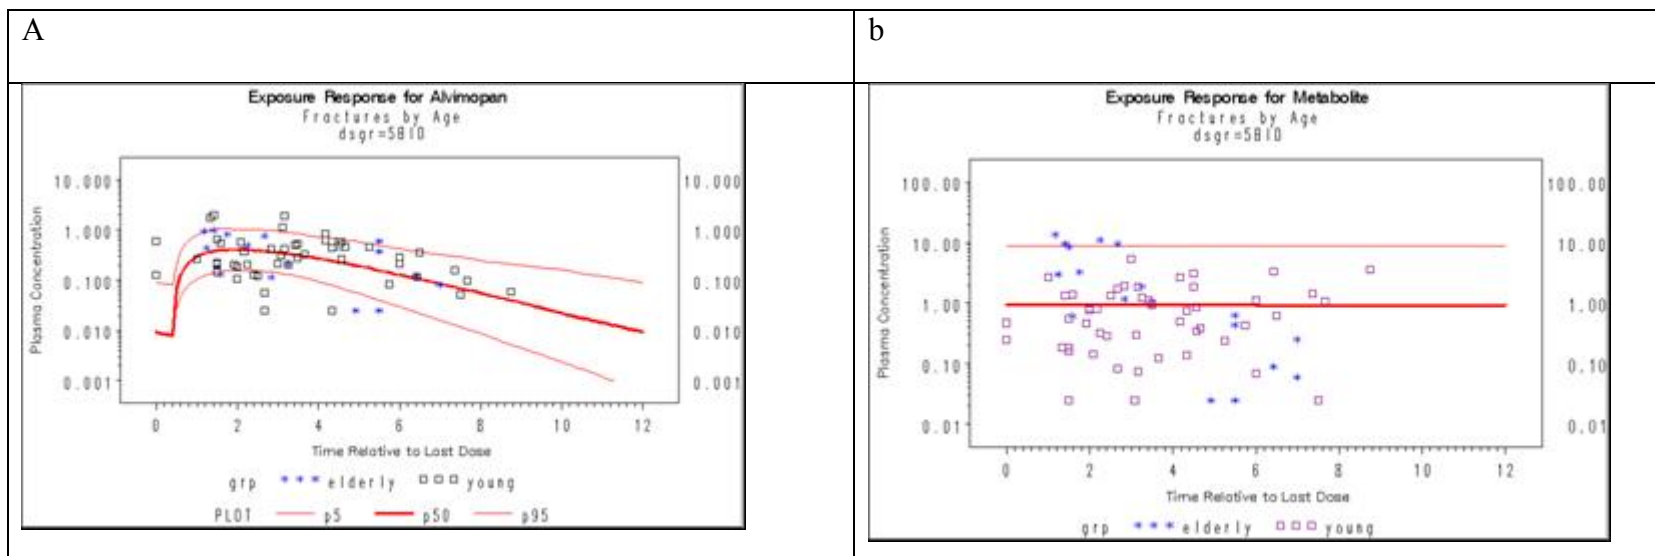 A
b
Exposure Response for Alvimopan
Fractures by Age
dsgr=5810
10.000
1.000
0.100
0.010
0.001
10.000
1.000
0.100
0.010
0.001
Plasma Concentration
0 2 4 6 8 10 12
Time Relative to Last Dose
grp * * * elderly □ □ □ young
PLOT p5 p50 p95
Exposure Response for Metabolite
Fractures by Age
dsgr=5810
100.00
10.00
1.00
0.10
0.01
100.00
10.00
1.00
0.10
0.01
Plasma Concentration
0 2 4 6 8 10 12
Time Relative to Last Dose
grp * * * elderly □ □ □ young